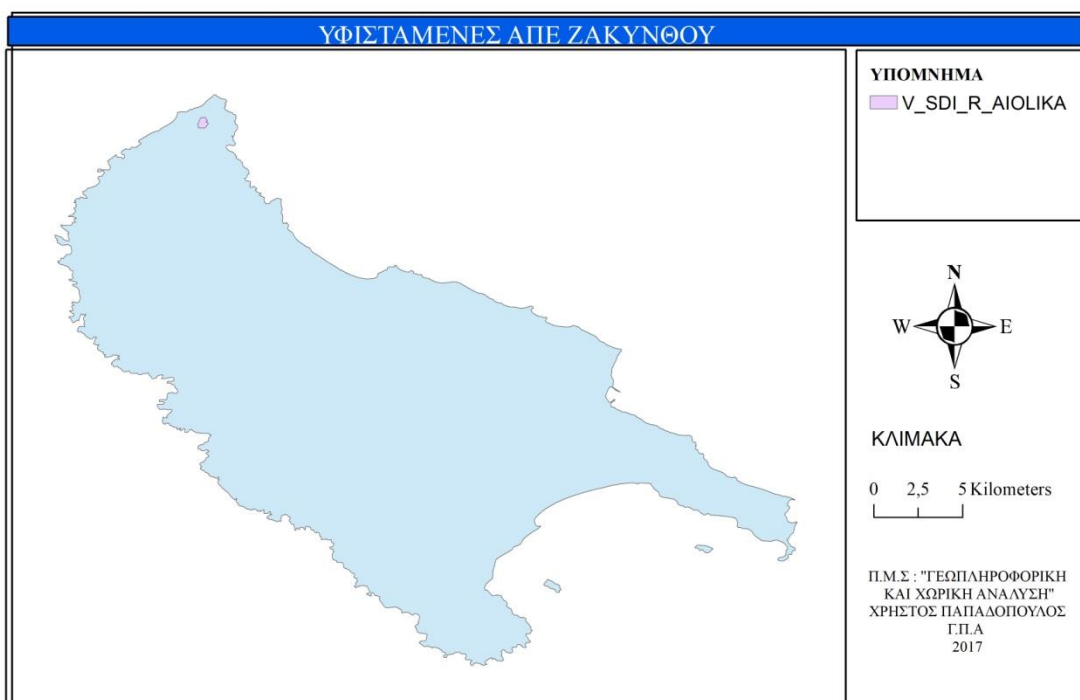 ΥΦΙΣΤΑΜΕΝΕΣ ΑΠΕ ΖΑΚΥΝΘΟΥ
ΥΠΟΜΝΗΜΑ
V_SDI_R_AIOLIKA
N
W E
S
ΚΛΙΜΑΚΑ
0 2,5 5 Kilometers
Π.Μ.Σ : "ΓΕΩΠΛΗΡΟΦΟΡΙΚΗ
ΚΑΙ ΧΩΡΙΚΗ ΑΝΑΛΥΣΗ"
ΧΡΗΣΤΟΣ ΠΑΠΑΔΟΠΟΥΛΟΣ
Γ.Π.Α
2017